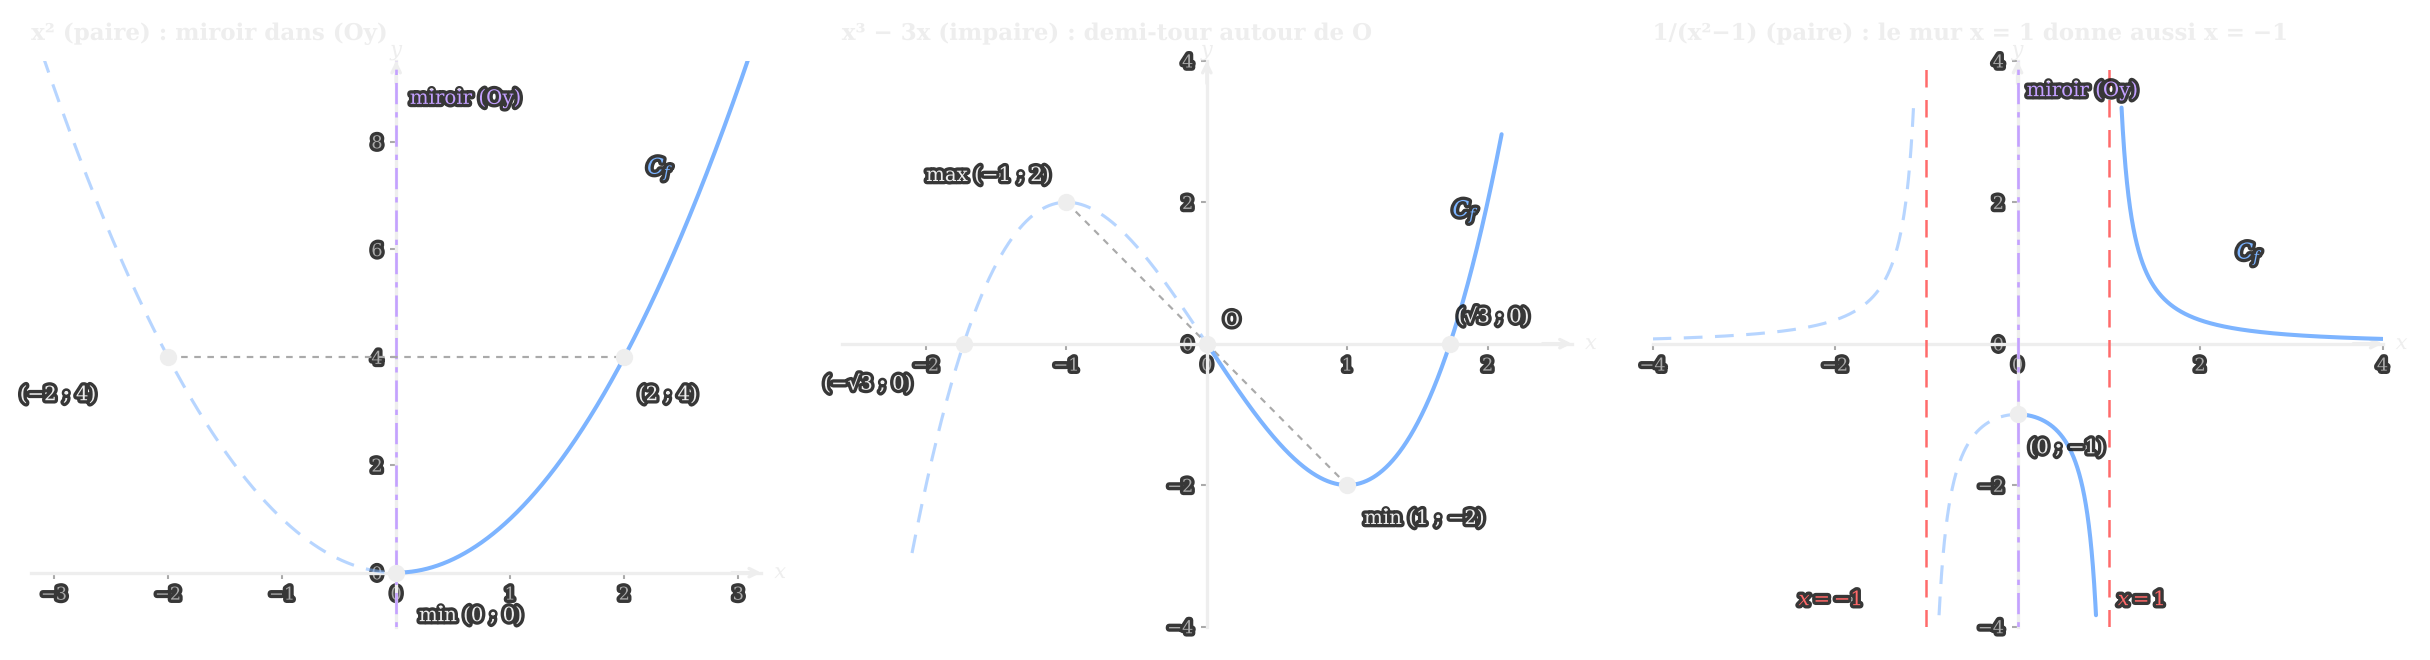 x² (paire) : miroir dans (Oy)
y
miroir (Oy)
8
C_f
6
4
(−2 ; 4)
(2 ; 4)
2
0
x
−3 −2 −1 0 1 2 3
min (0 ; 0)
x³ − 3x (impaire) : demi-tour autour de O
y
4
max (−1 ; 2)
2
C_f
O
(√3 ; 0)
0
x
−2 −1 0 1 2
(−√3 ; 0)
−2
min (1 ; −2)
−4
1/(x²−1) (paire) : le mur x = 1 donne aussi x = −1
y
4
miroir (Oy)
2
C_f
0
x
−4 −2 0 2 4
(0 ; −1)
−2
x = −1
x = 1
−4